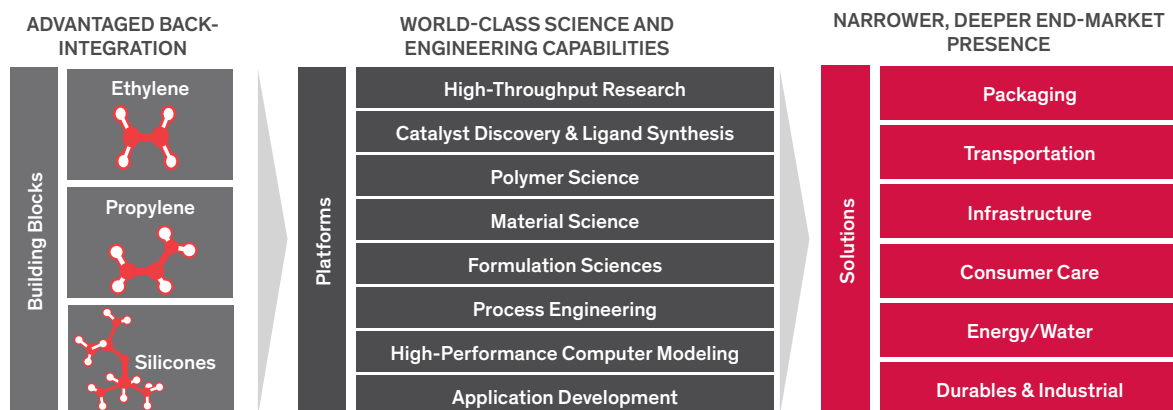 ADVANCED BACK-
INTEGRATION
Building Blocks
Ethylene
Propylene
Silicones
WORLD-CLASS SCIENCE AND
ENGINEERING CAPABILITIES
Platforms
High-Throughput Research
Catalyst Discovery & Ligand Synthesis
Polymer Science
Material Science
Formulation Sciences
Process Engineering
High-Performance Computer Modeling
Application Development
NARROWER, DEEPER END-MARKET
PRESENCE
Solutions
Packaging
Transportation
Infrastructure
Consumer Care
Energy/Water
Durables & Industrial